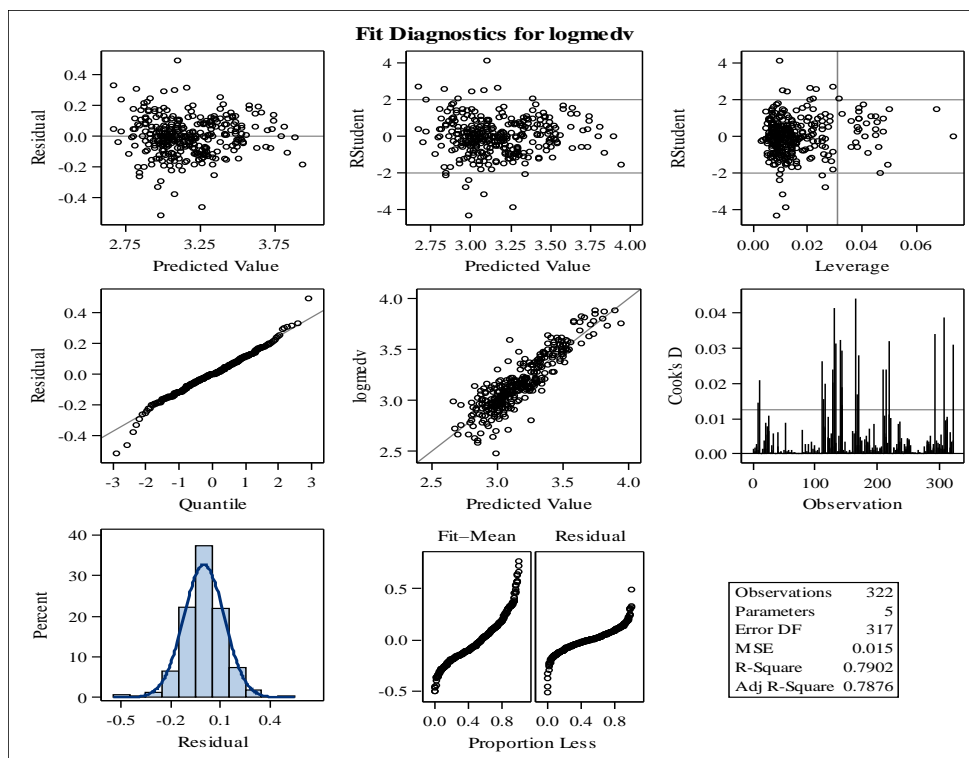 Fit Diagnostics for logmedv
Residual
0.4
0.2
0.0
-0.2
-0.4
2.75 3.25 3.75
Predicted Value
RStudent
4
2
0
-2
-4
2.75 3.00 3.25 3.50 3.75 4.00
Predicted Value
RStudent
4
2
0
-2
-4
0.00 0.02 0.04 0.06
Leverage
Residual
0.4
0.2
0.0
-0.2
-0.4
-3 -2 -1 0 1 2 3
Quantile
logmedv
4.0
3.5
3.0
2.5
2.5 3.0 3.5 4.0
Predicted Value
Cook's D
0.04
0.03
0.02
0.01
0.00
0 100 200 300
Observation
Percent
40
30
20
10
0
-0.5 -0.2 0.1 0.4
Residual
Fit–Mean Residual
0.5
0.0
-0.5
0.0 0.4 0.8 0.0 0.4 0.8
Proportion Less
Observations 322
Parameters 5
Error DF 317
MSE 0.015
R-Square 0.7902
Adj R-Square 0.7876